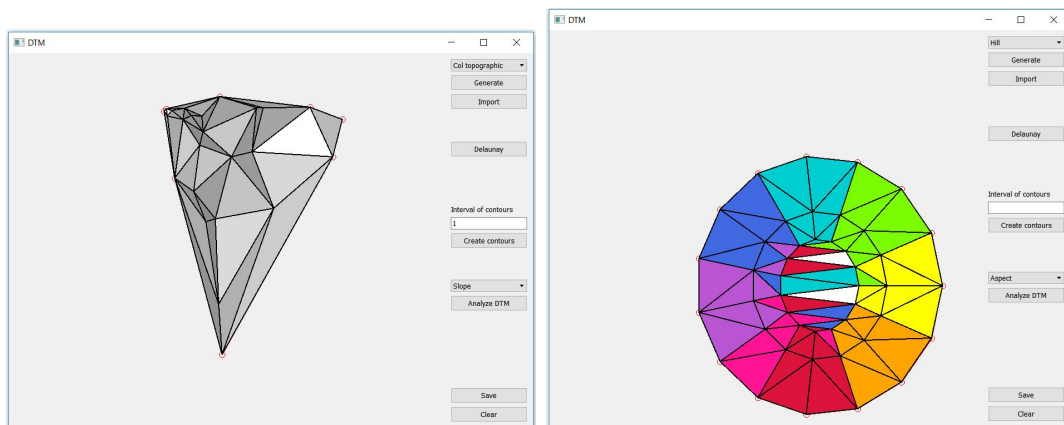 DTM
Col topographic
Generate
Import
Delaunay
Interval of contours
1
Create contours
Slope
Analyze DTM
Save
Clear
DTM
Hill
Generate
Import
Delaunay
Interval of contours
Create contours
Aspect
Analyze DTM
Save
Clear